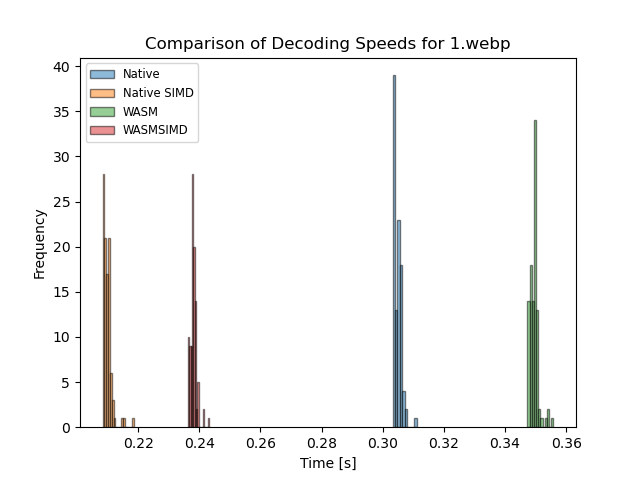 Comparison of Decoding Speeds for 1.webp
Native
Native SIMD
WASM
WASMSIMD
Frequency
40
35
30
25
20
15
10
5
0
0.22 0.24 0.26 0.28 0.30 0.32 0.34 0.36
Time [s]